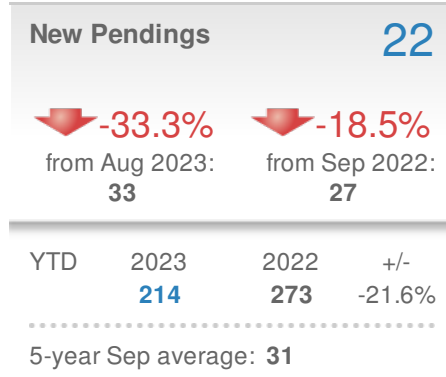 New Pendings 22
-33.3% -18.5%
from Aug 2023: from Sep 2022:
33 27
YTD 2023 2022 +/-
214 273 -21.6%
5-year Sep average: 31